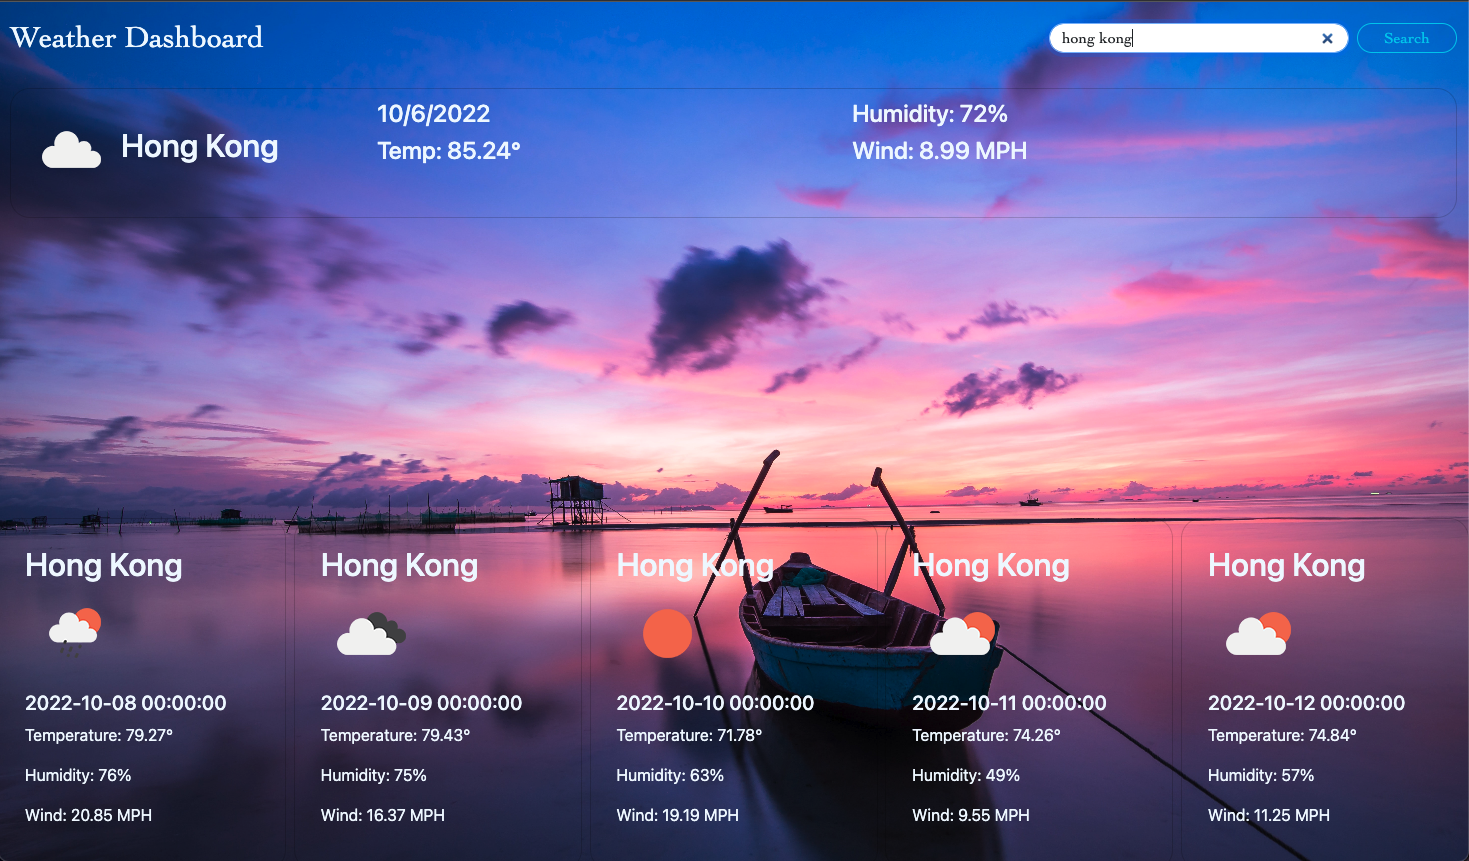 Weather Dashboard
hong kong
Search
Hong Kong
10/6/2022
Temp: 85.24°
Humidity: 72%
Wind: 8.99 MPH
Hong Kong
2022-10-08 00:00:00
Temperature: 79.27°
Humidity: 76%
Wind: 20.85 MPH
Hong Kong
2022-10-09 00:00:00
Temperature: 79.43°
Humidity: 75%
Wind: 16.37 MPH
Hong Kong
2022-10-10 00:00:00
Temperature: 71.78°
Humidity: 63%
Wind: 19.19 MPH
Hong Kong
2022-10-11 00:00:00
Temperature: 74.26°
Humidity: 49%
Wind: 9.55 MPH
Hong Kong
2022-10-12 00:00:00
Temperature: 74.84°
Humidity: 57%
Wind: 11.25 MPH